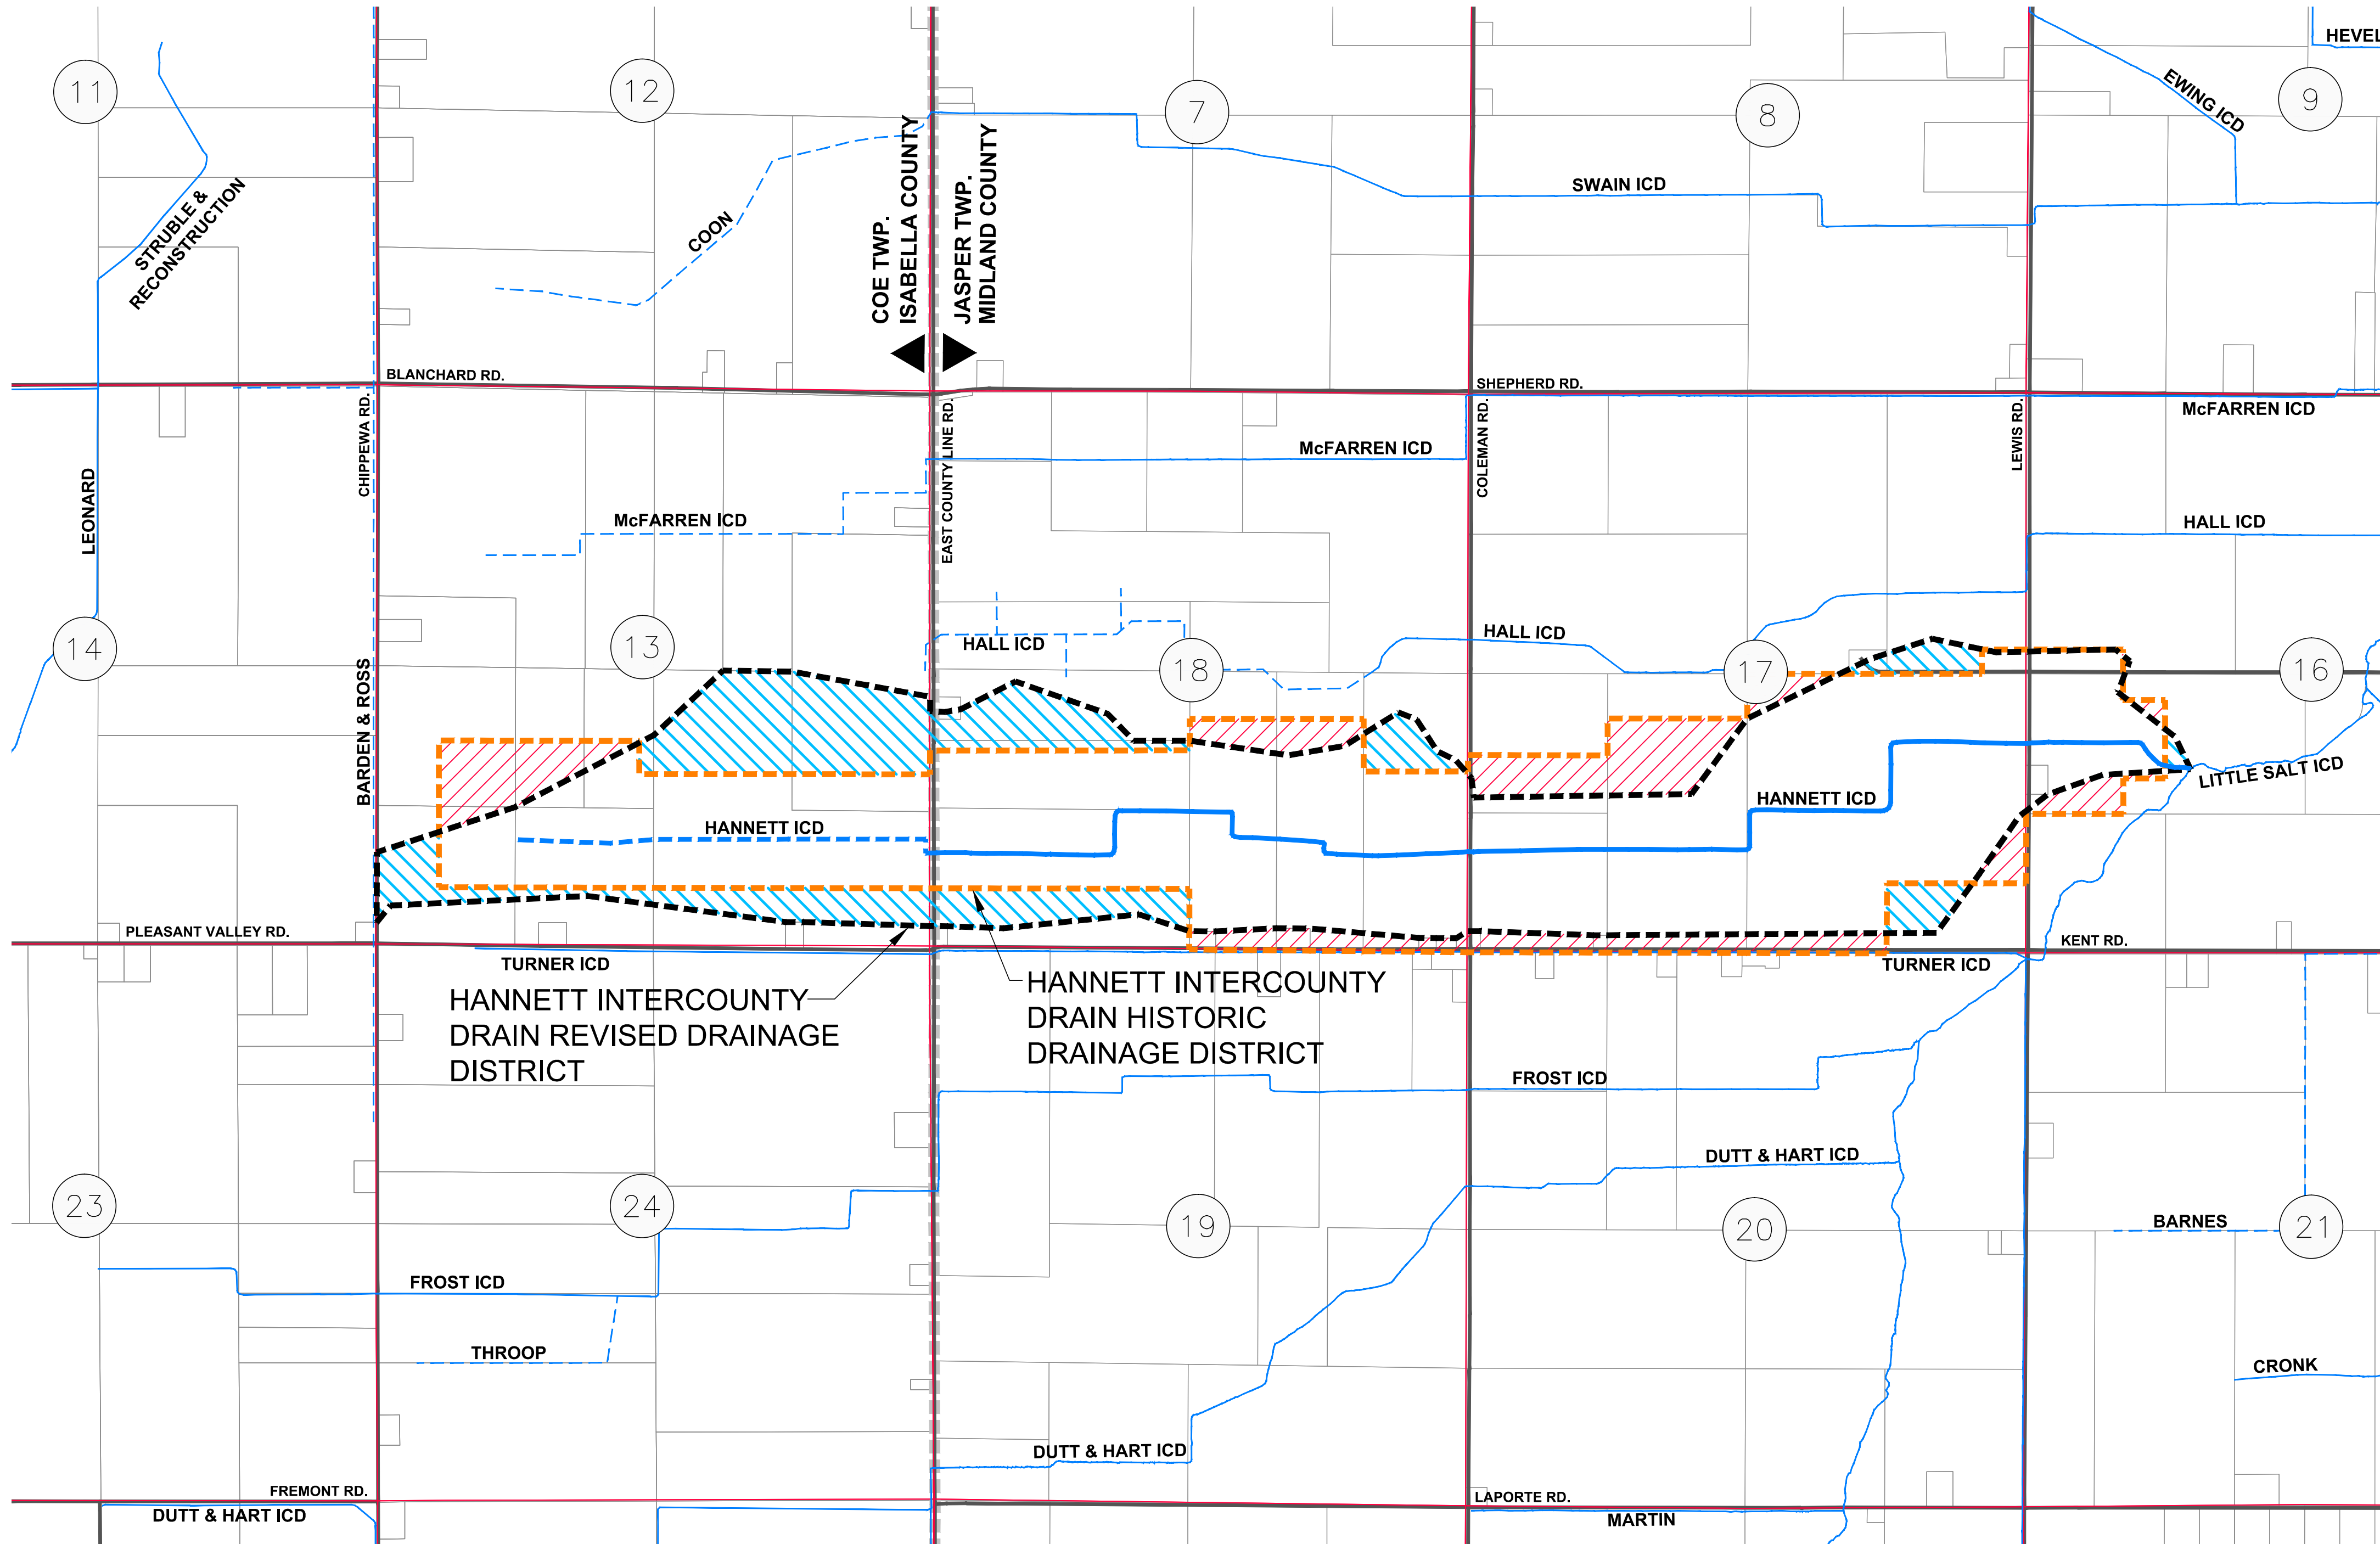 HEVEL
11
12
7
8
9
EWING ICD
STRUBLE &
RECONSTRUCTION
COON
COE TWP.
ISABELLA COUNTY
JASPER TWP.
MIDLAND COUNTY
SWAIN ICD
BLANCHARD RD.
SHEPHERD RD.
McFARREN ICD
LEONARD
CHIPPEWA RD.
EAST COUNTY LINE RD.
McFARREN ICD
COLEMAN RD.
LEWIS RD.
McFARREN ICD
HALL ICD
HALL ICD
HALL ICD
14
13
18
17
16
BARDEN & ROSS
LITTLE SALT ICD
HANNETT ICD
HANNETT ICD
PLEASANT VALLEY RD.
KENT RD.
TURNER ICD
TURNER ICD
HANNETT INTERCOUNTY
DRAIN REVISED DRAINAGE
DISTRICT
HANNETT INTERCOUNTY
DRAIN HISTORIC
DRAINAGE DISTRICT
FROST ICD
DUTT & HART ICD
23
24
19
20
BARNES
21
FROST ICD
THROOP
CRONK
DUTT & HART ICD
FREMONT RD.
LAPORTE RD.
DUTT & HART ICD
MARTIN